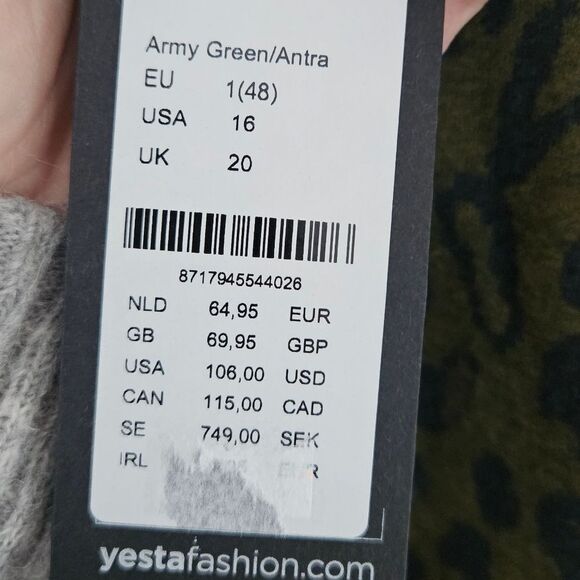 Army Green/Antra
EU 1(48)
USA 16
UK 20
8717945544026
NLD 64,95 EUR
GB 69,95 GBP
USA 106,00 USD
CAN 115,00 CAD
SE 749,00 SEK
IRL
yestafashion.com